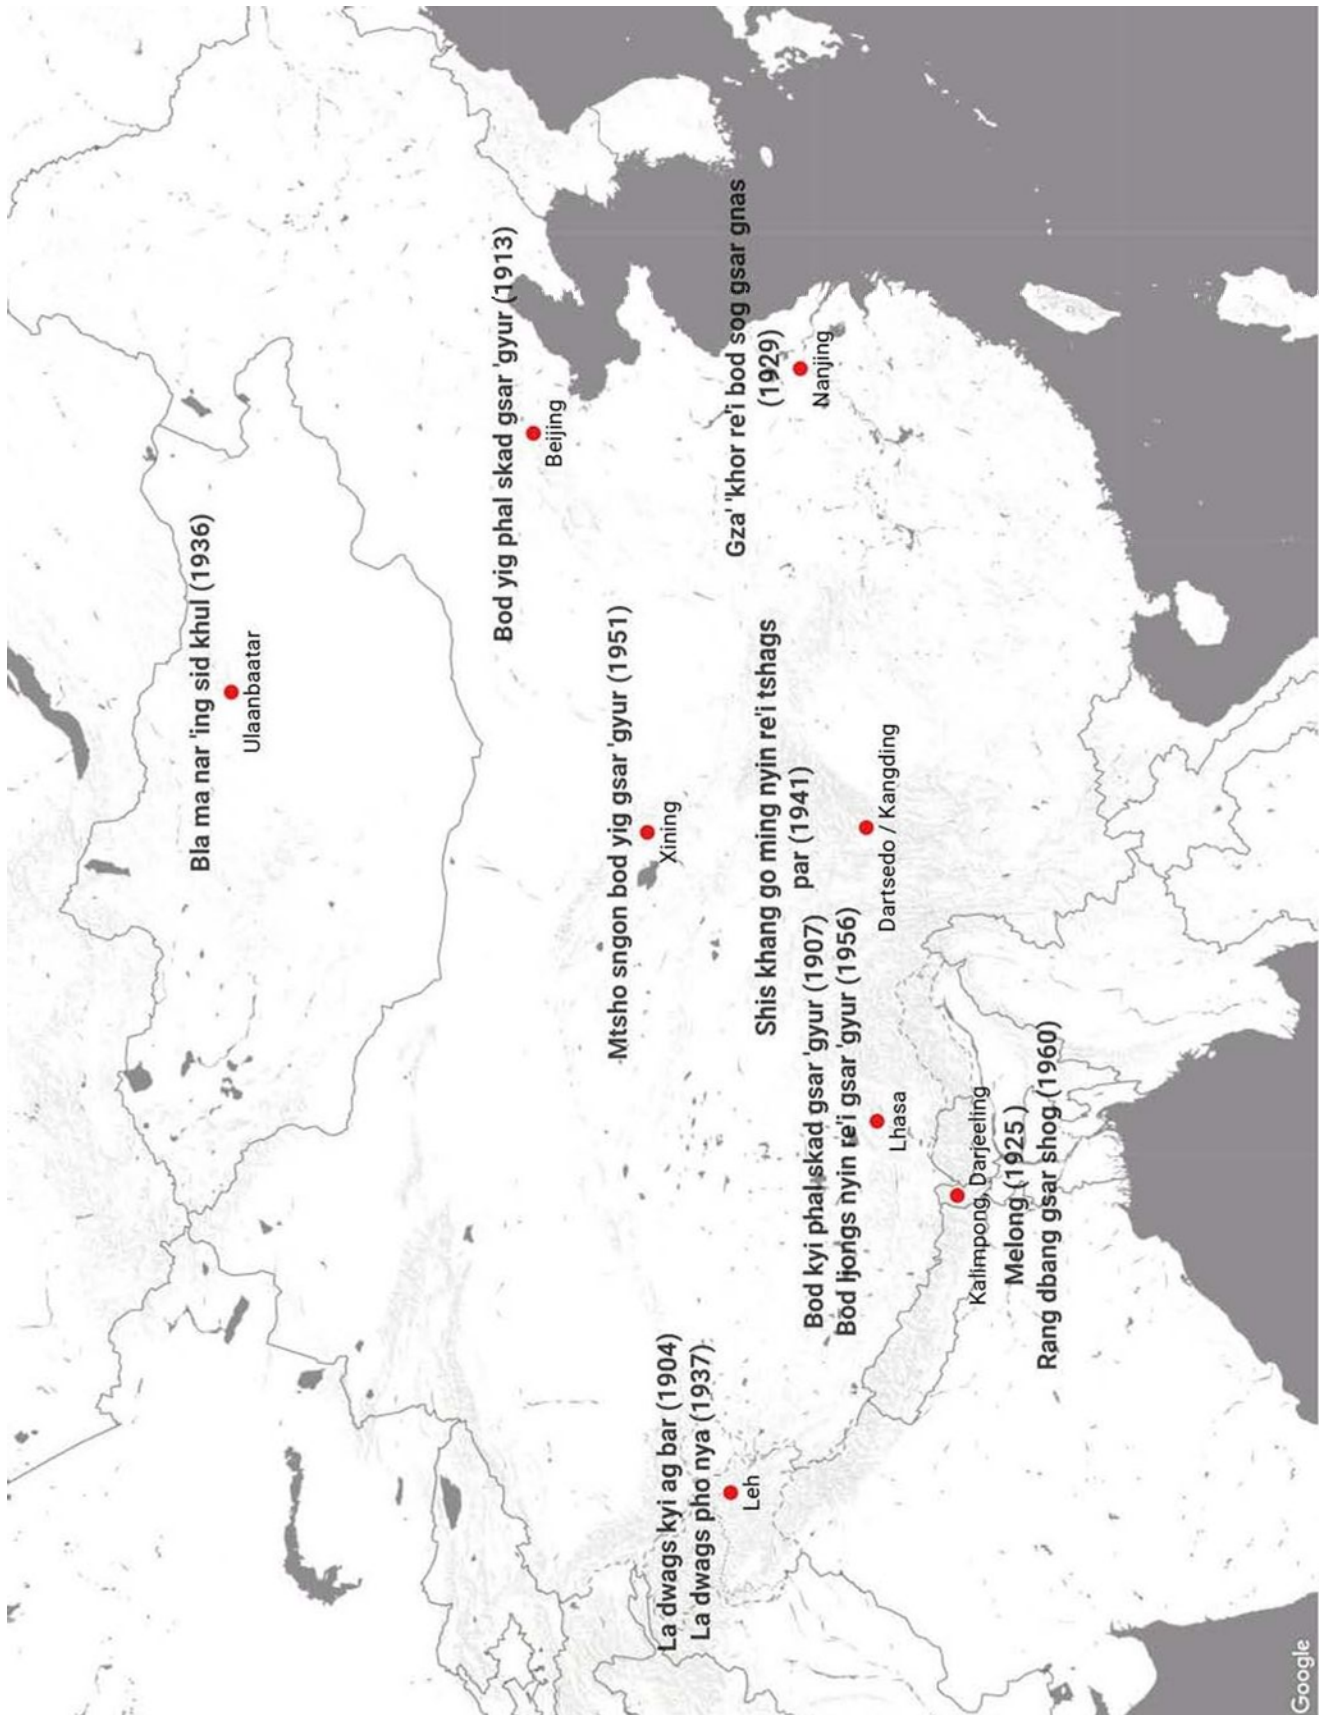 Bla ma nar 'ing sid khul (1936)
Ulaanbaatar
Bod yig phal skad gsar 'gyur (1913)
Beijing
Mtsho sngon bod yig gsar 'gyur (1951)
Xining
La dwags kyi ag bar (1904)
La dwags pho nya (1937)
Leh
Gza' 'khor re'i bod sog gsar gnas
(1929)
Nanjing
Shis khang go ming nyin re'i tshags
par (1941)
Dartsedo / Kangding
Bod kyi phal skad gsar 'gyur (1907)
Bod ljongs nyin re'i gsar 'gyur (1956)
Lhasa
Kalimpong, Darjeeling
Melong (1925 )
Rang dbang gsar shog (1960)
Google